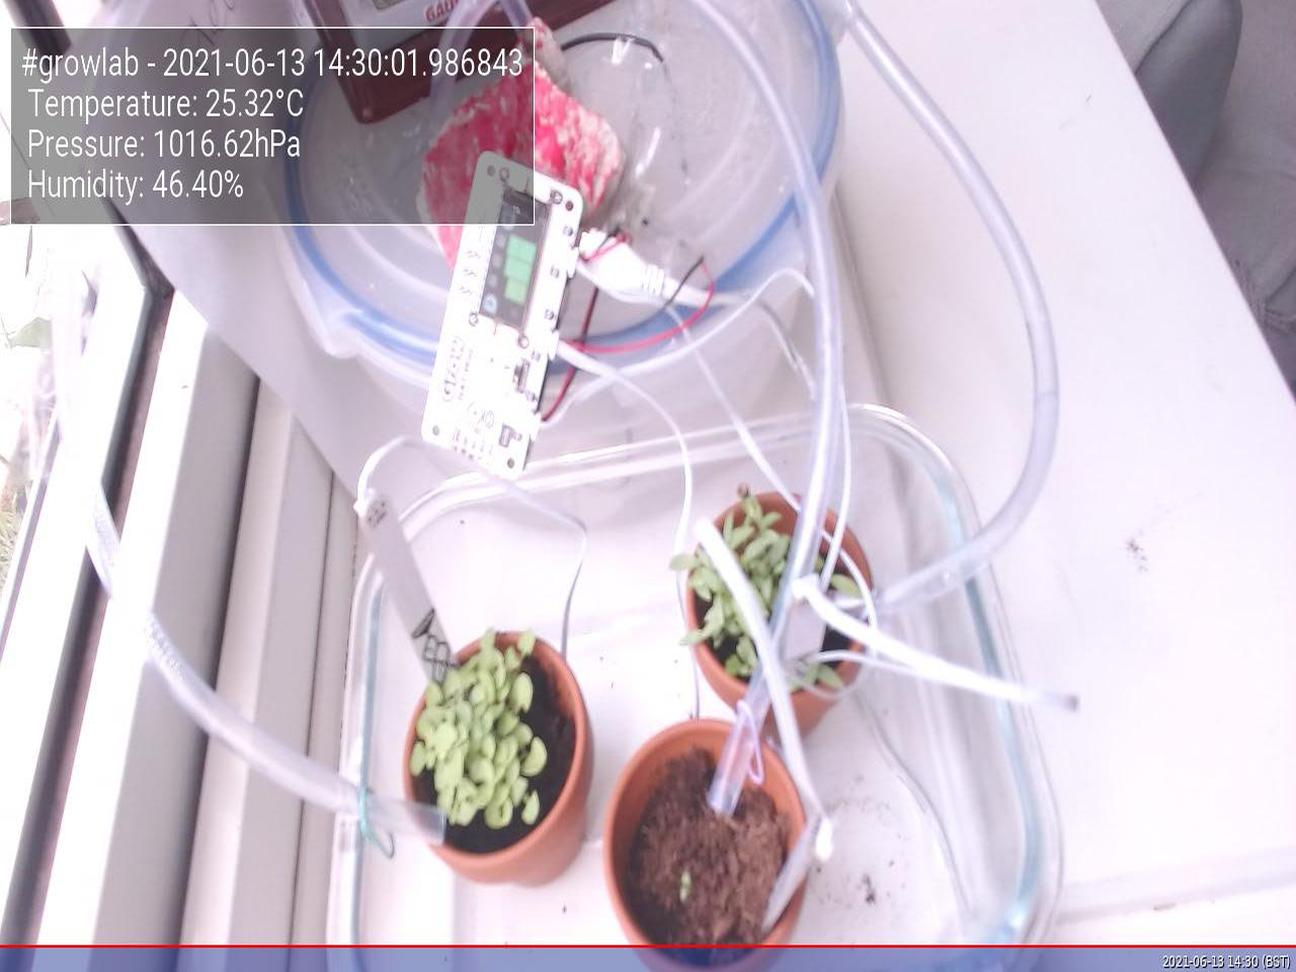 #growlab - 2021-06-13 14:30:01.986843
Temperature: 25.32°C
Pressure: 1016.62hPa
Humidity: 46.40%
2021-06-13 14:30 (BST)